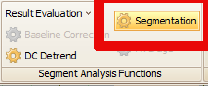 Result Evaluation
Segmentation
Baseline Correction
DC Detrend
Segment Analysis Functions